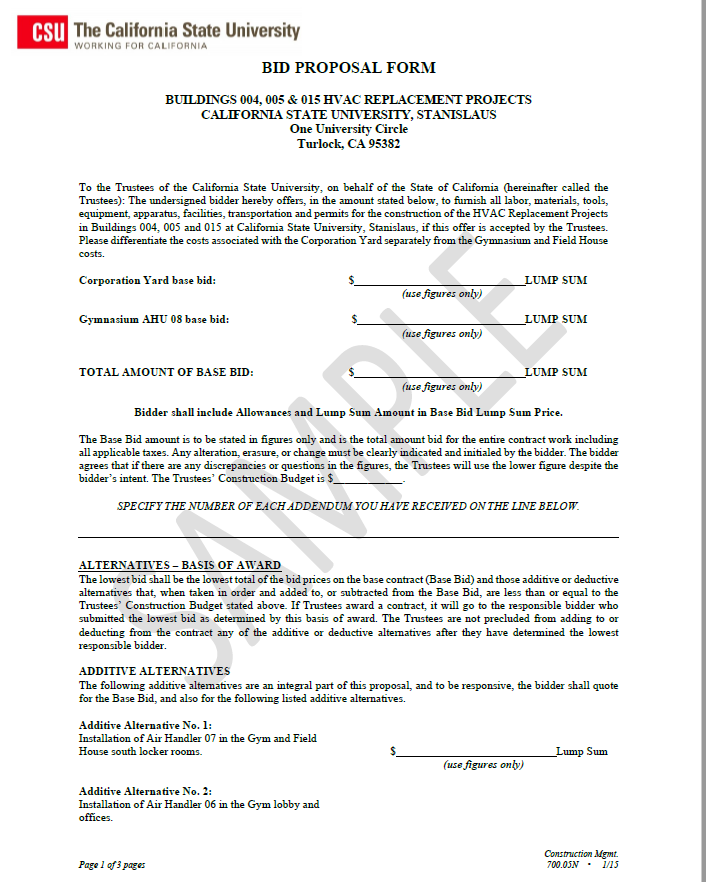 CSU The California State University
WORKING FOR CALIFORNIA
BID PROPOSAL FORM
BUILDINGS 004, 005 & 015 HVAC REPLACEMENT PROJECTS
CALIFORNIA STATE UNIVERSITY, STANISLAUS
One University Circle
Turlock, CA 95382
To the Trustees of the California State University, on behalf of the State of California (hereinafter called the
Trustees): The undersigned bidder hereby offers, in the amount stated below, to furnish all labor, materials, tools,
equipment, apparatus, facilities, transportation and permits for the construction of the HVAC Replacement Projects
in Buildings 004, 005 and 015 at California State University, Stanislaus, if this offer is accepted by the Trustees.
Please differentiate the costs associated with the Corporation Yard separately from the Gymnasium and Field House
costs.
Corporation Yard base bid: $______________________________LUMP SUM
(use figures only)
Gymnasium AHU 08 base bid: $______________________________LUMP SUM
(use figures only)
TOTAL AMOUNT OF BASE BID: $______________________________LUMP SUM
(use figures only)
Bidder shall include Allowances and Lump Sum Amount in Base Bid Lump Sum Price.
The Base Bid amount is to be stated in figures only and is the total amount bid for the entire contract work including
all applicable taxes. Any alteration, erasure, or change must be clearly indicated and initialed by the bidder. The bidder
agrees that if there are any discrepancies or questions in the figures, the Trustees will use the lower figure despite the
bidder's intent. The Trustees' Construction Budget is $____________.
SPECIFY THE NUMBER OF EACH ADDENDUM YOU HAVE RECEIVED ON THE LINE BELOW.
ALTERNATIVES – BASIS OF AWARD
The lowest bid shall be the lowest total of the bid prices on the base contract (Base Bid) and those additive or deductive
alternatives that, when taken in order and added to, or subtracted from the Base Bid, are less than or equal to the
Trustees' Construction Budget stated above. If Trustees award a contract, it will go to the responsible bidder who
submitted the lowest bid as determined by this basis of award. The Trustees are not precluded from adding to or
deducting from the contract any of the additive or deductive alternatives after they have determined the lowest
responsible bidder.
ADDITIVE ALTERNATIVES
The following additive alternatives are an integral part of this proposal, and to be responsive, the bidder shall quote
for the Base Bid, and also for the following listed additive alternatives.
Additive Alternative No. 1:
Installation of Air Handler 07 in the Gym and Field
House south locker rooms. $____________________________Lump Sum
(use figures only)
Additive Alternative No. 2:
Installation of Air Handler 06 in the Gym lobby and
offices.
Construction Mgmt.
Page 1 of 3 pages 700.05N • 1/15
SAMPLE